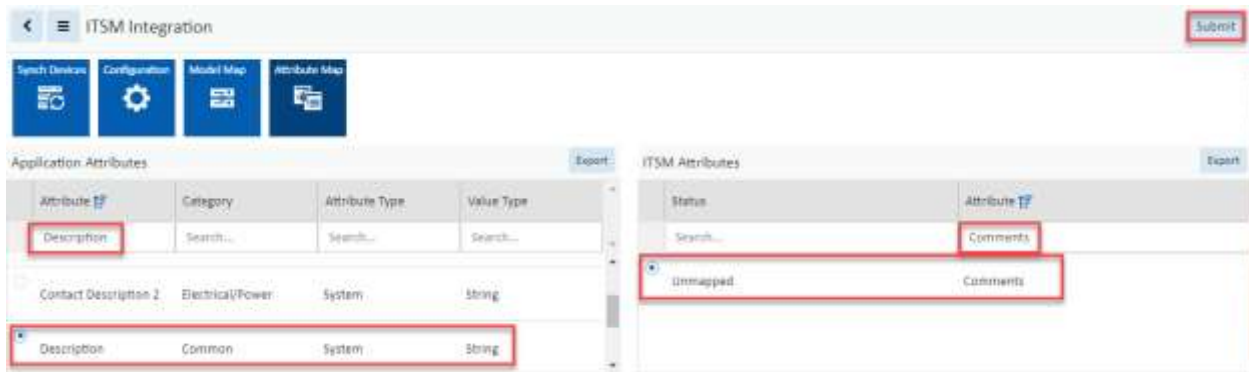 ITSM Integration
Submit
Synch Devices
Configuration
Model Map
Attribute Map
Application Attributes
Export
ITSM Attributes
Export
Attribute
Category
Attribute Type
Value Type
Status
Attribute
Description
Search...
Search...
Search...
Search...
Comments
Contact Description 2
Electrical/Power
System
String
Unmapped
Comments
Description
Common
System
String